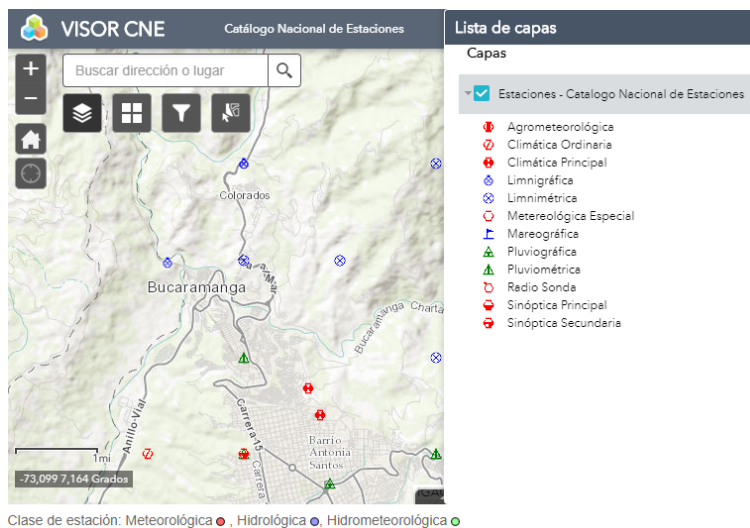 VISOR CNE
Catálogo Nacional de Estaciones
Lista de capas
Buscar dirección o lugar
Capas
Estaciones - Catalogo Nacional de Estaciones
Agrometeorológica
Climática Ordinaria
Climática Principal
Limnigráfica
Limnimétrica
Metereológica Especial
Mareográfica
Pluviográfica
Pluviométrica
Radio Sonda
Sinóptica Principal
Sinóptica Secundaria
Colorados
Bucaramanga
Bucaramanga Charta
Anillo-Vial
Carrera-15
Carrera
Barrio
Antonia
Santos
1mi
-73,099 7,164 Grados
Clase de estación: Meteorológica , Hidrológica , Hidrometeorológica